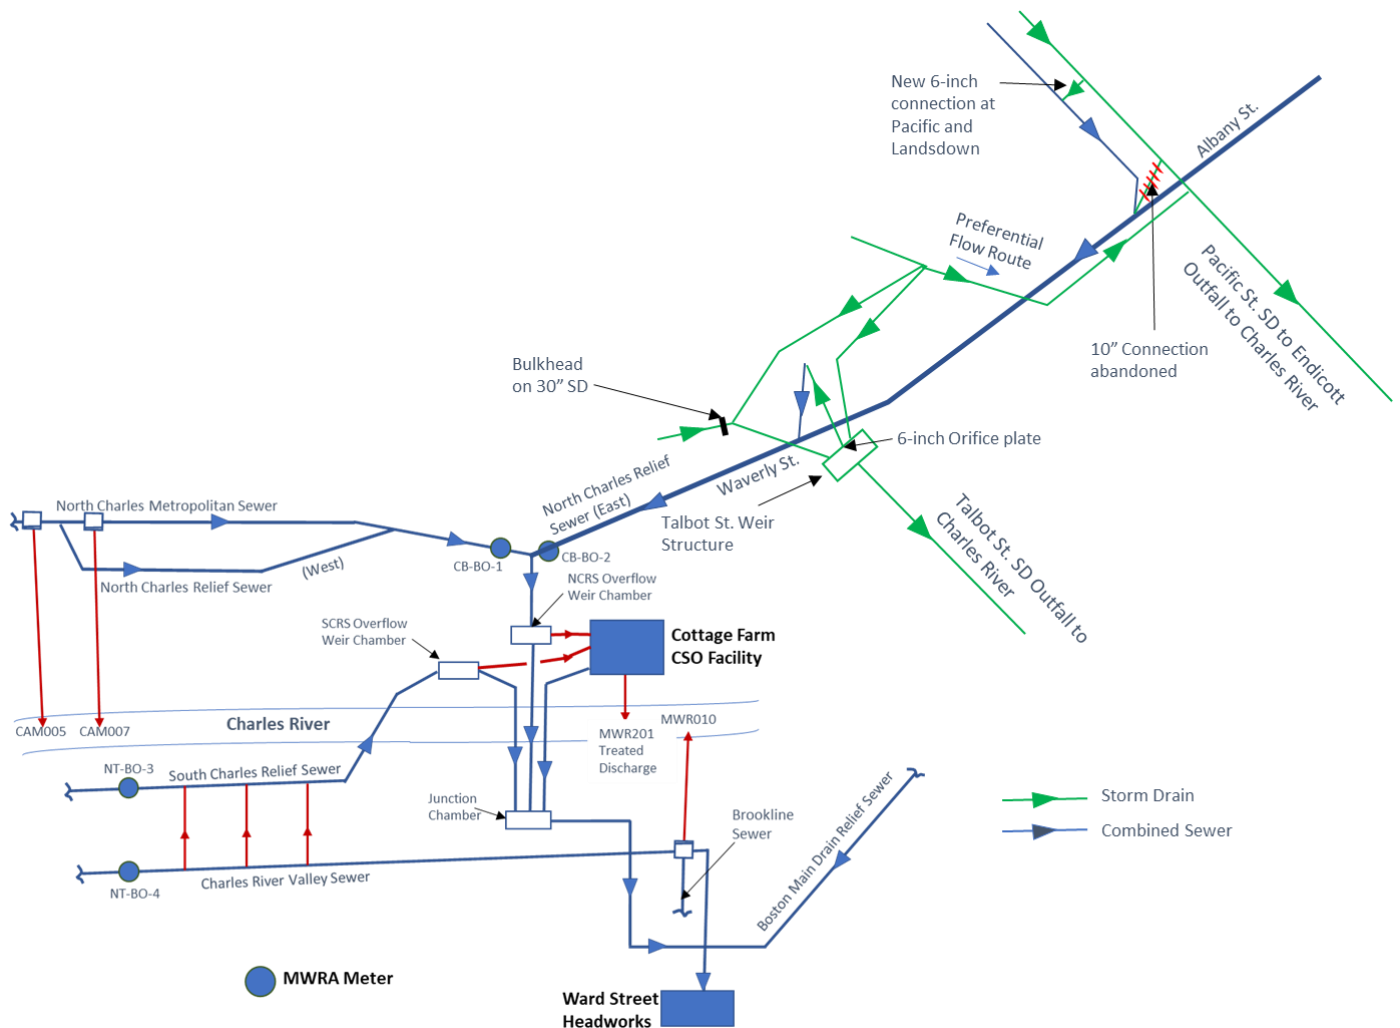 New 6-inch
connection at
Pacific and
Landsdown
Albany St.
Preferential
Flow Route
Pacific St. SD to Endicott
Outfall to Charles River
10” Connection
abandoned
Bulkhead
on 30” SD
6-inch Orifice plate
North Charles Relief
Sewer (East)
Waverly St.
Talbot St. Weir
Structure
Talbot St. SD Outfall to
Charles River
North Charles Metropolitan Sewer
North Charles Relief Sewer
(West)
CB-BO-1
CB-BO-2
NCRS Overflow
Weir Chamber
SCRS Overflow
Weir Chamber
Cottage Farm
CSO Facility
CAM005
CAM007
Charles River
MWR010
MWR201
Treated
Discharge
NT-BO-3
South Charles Relief Sewer
Junction
Chamber
Brookline
Sewer
Boston Main Drain Relief Sewer
Storm Drain
Combined Sewer
NT-BO-4
Charles River Valley Sewer
MWRA Meter
Ward Street
Headworks